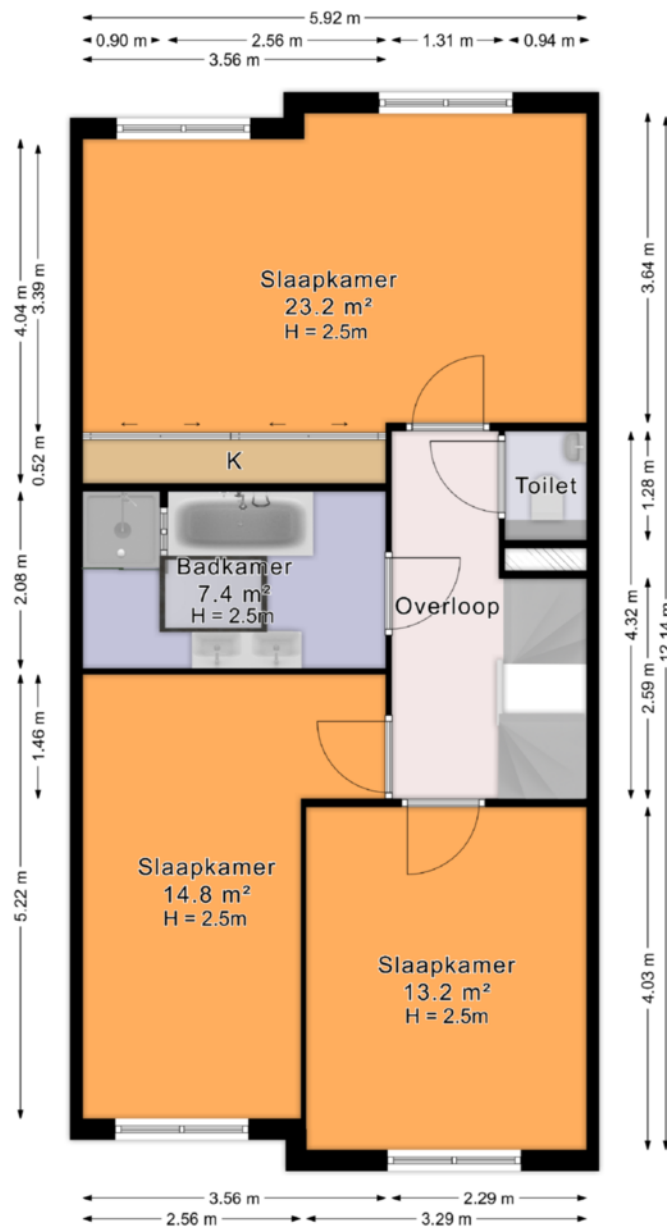 5.92 m
0.90 m
2.56 m
1.31 m
0.94 m
3.56 m
4.04 m
3.39 m
0.52 m
2.08 m
1.46 m
5.22 m
Slaapkamer
23.2 m²
H = 2.5m
K
Toilet
Badkamer
7.4 m²
H = 2.5m
Overloop
Slaapkamer
14.8 m²
H = 2.5m
Slaapkamer
13.2 m²
H = 2.5m
3.64 m
1.28 m
4.32 m
2.59 m
12.14 m
4.03 m
3.56 m
2.29 m
2.56 m
3.29 m